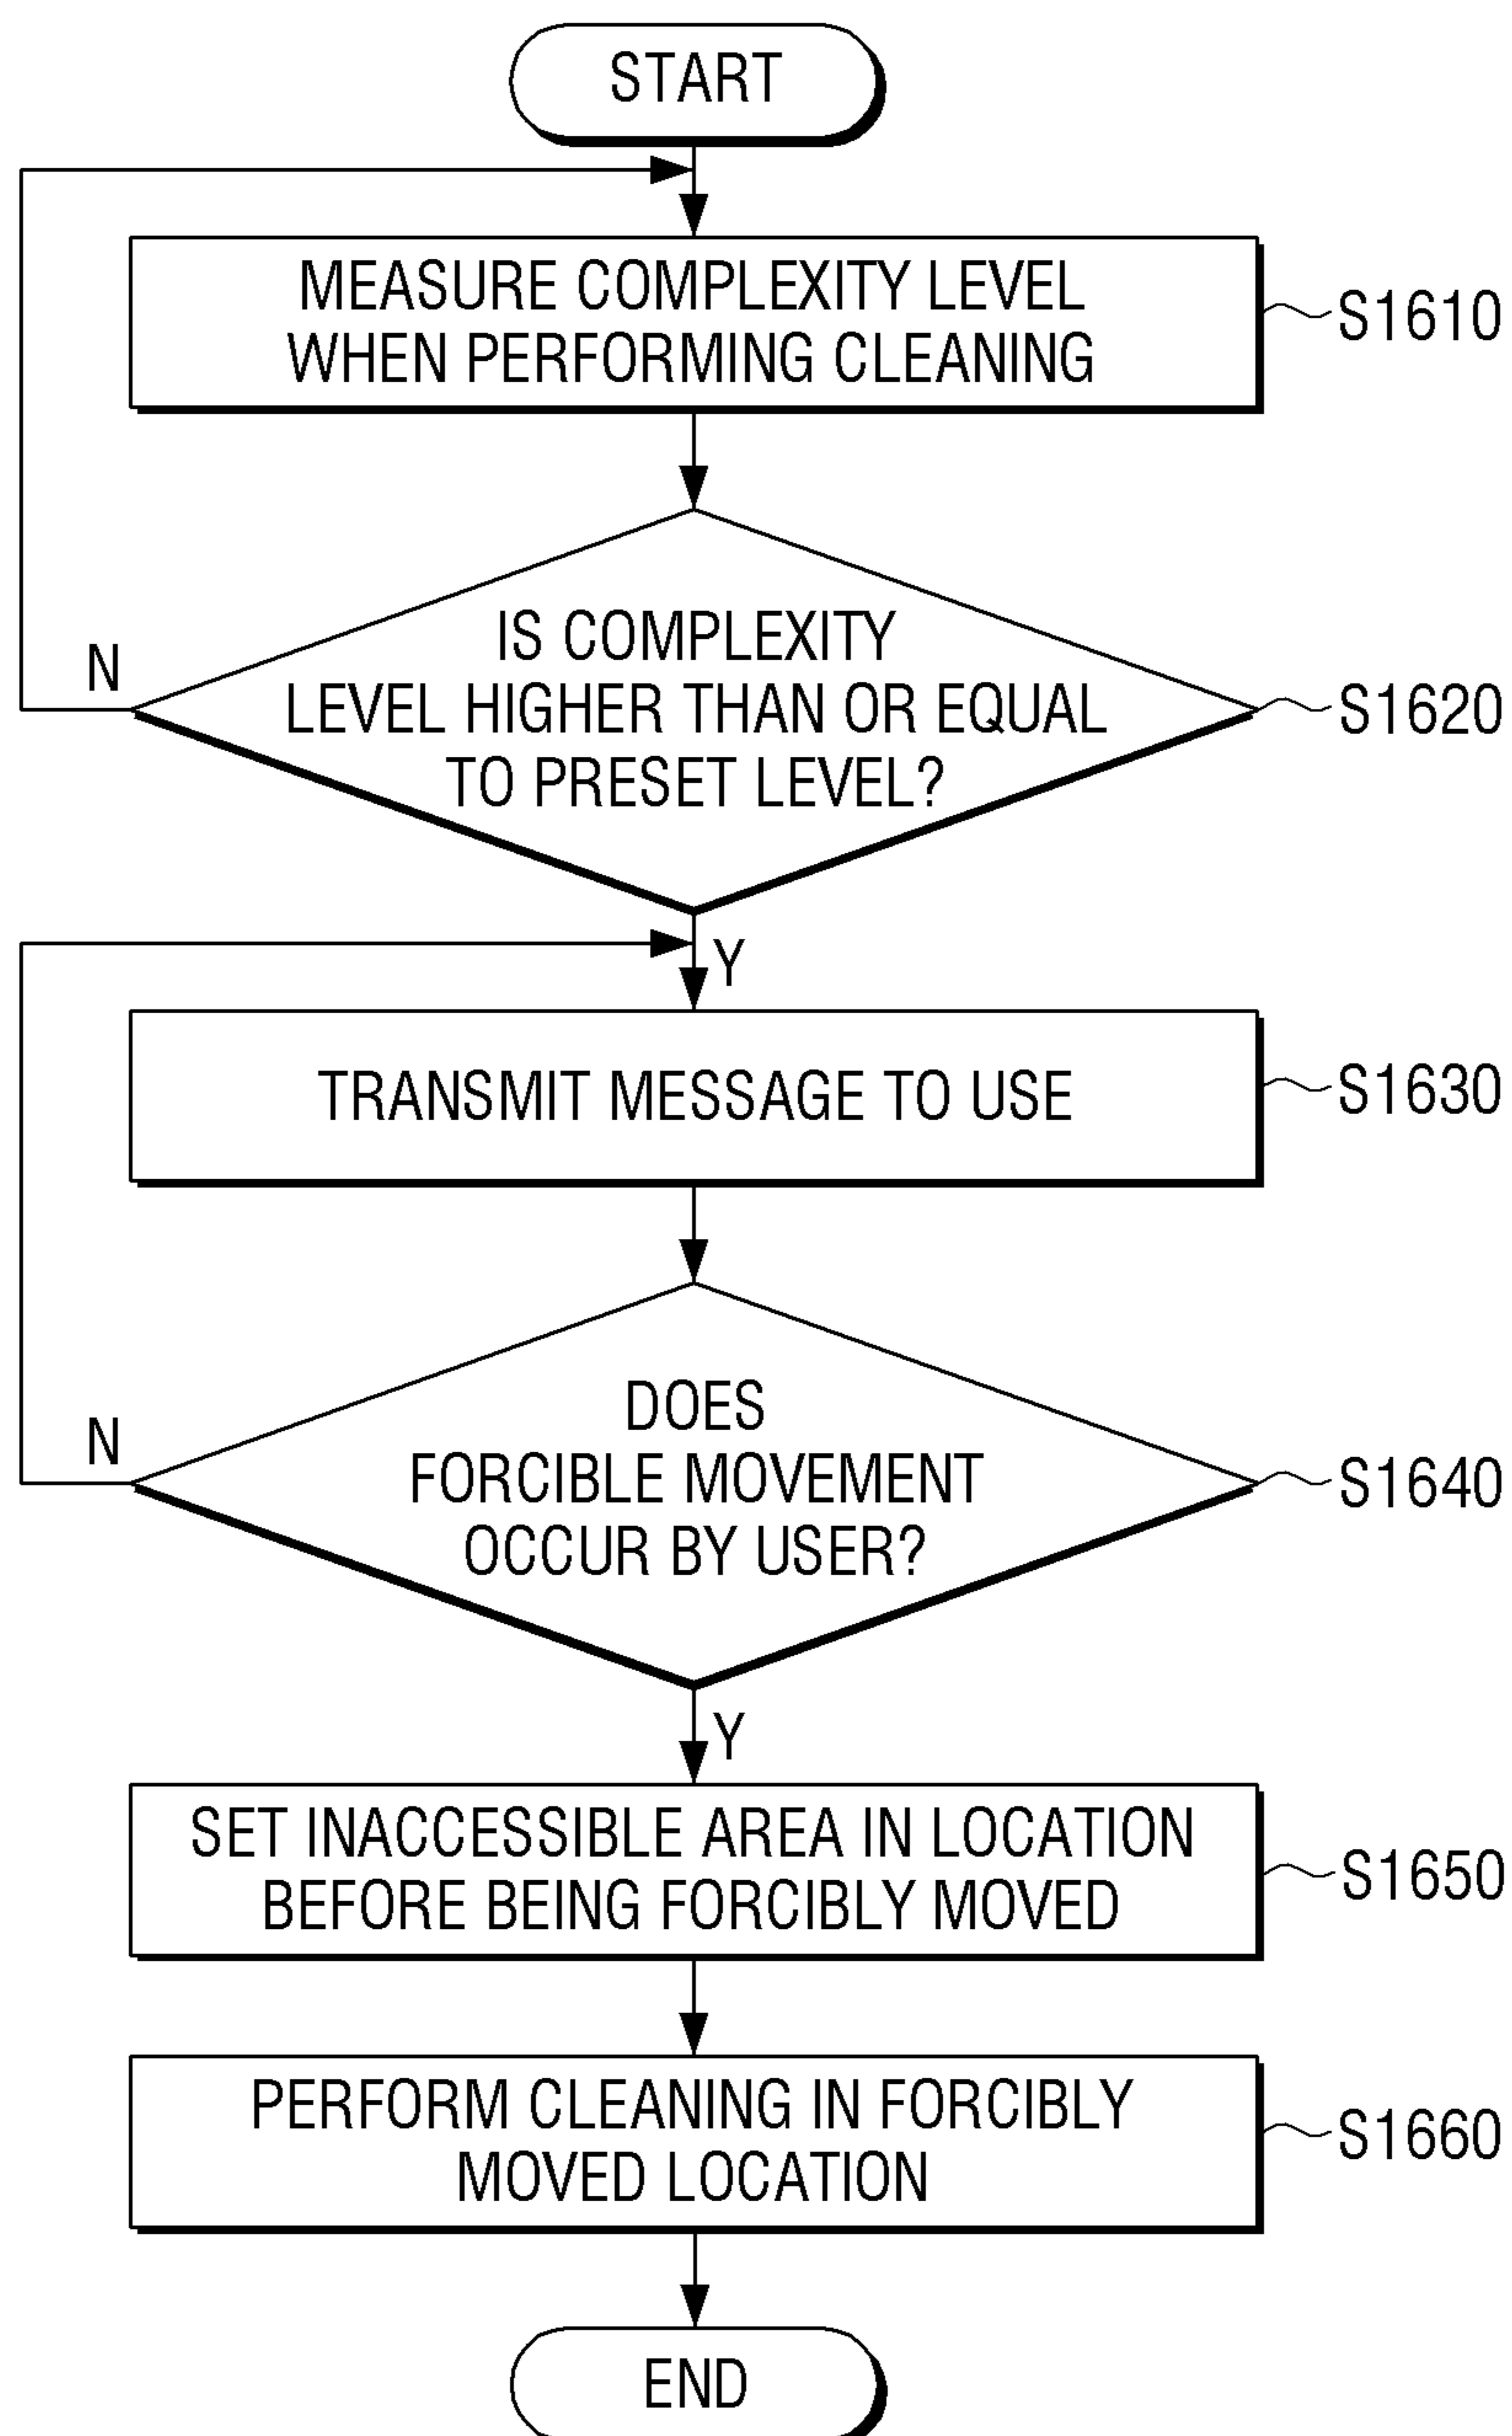 START
MEASURE COMPLEXITY LEVEL
WHEN PERFORMING CLEANING
S1610
IS COMPLEXITY
LEVEL HIGHER THAN OR EQUAL
TO PRESET LEVEL?
S1620
N
Y
TRANSMIT MESSAGE TO USE
S1630
DOES
FORCIBLE MOVEMENT
OCCUR BY USER?
S1640
N
Y
SET INACCESSIBLE AREA IN LOCATION
BEFORE BEING FORCIBLY MOVED
S1650
PERFORM CLEANING IN FORCIBLY
MOVED LOCATION
S1660
END